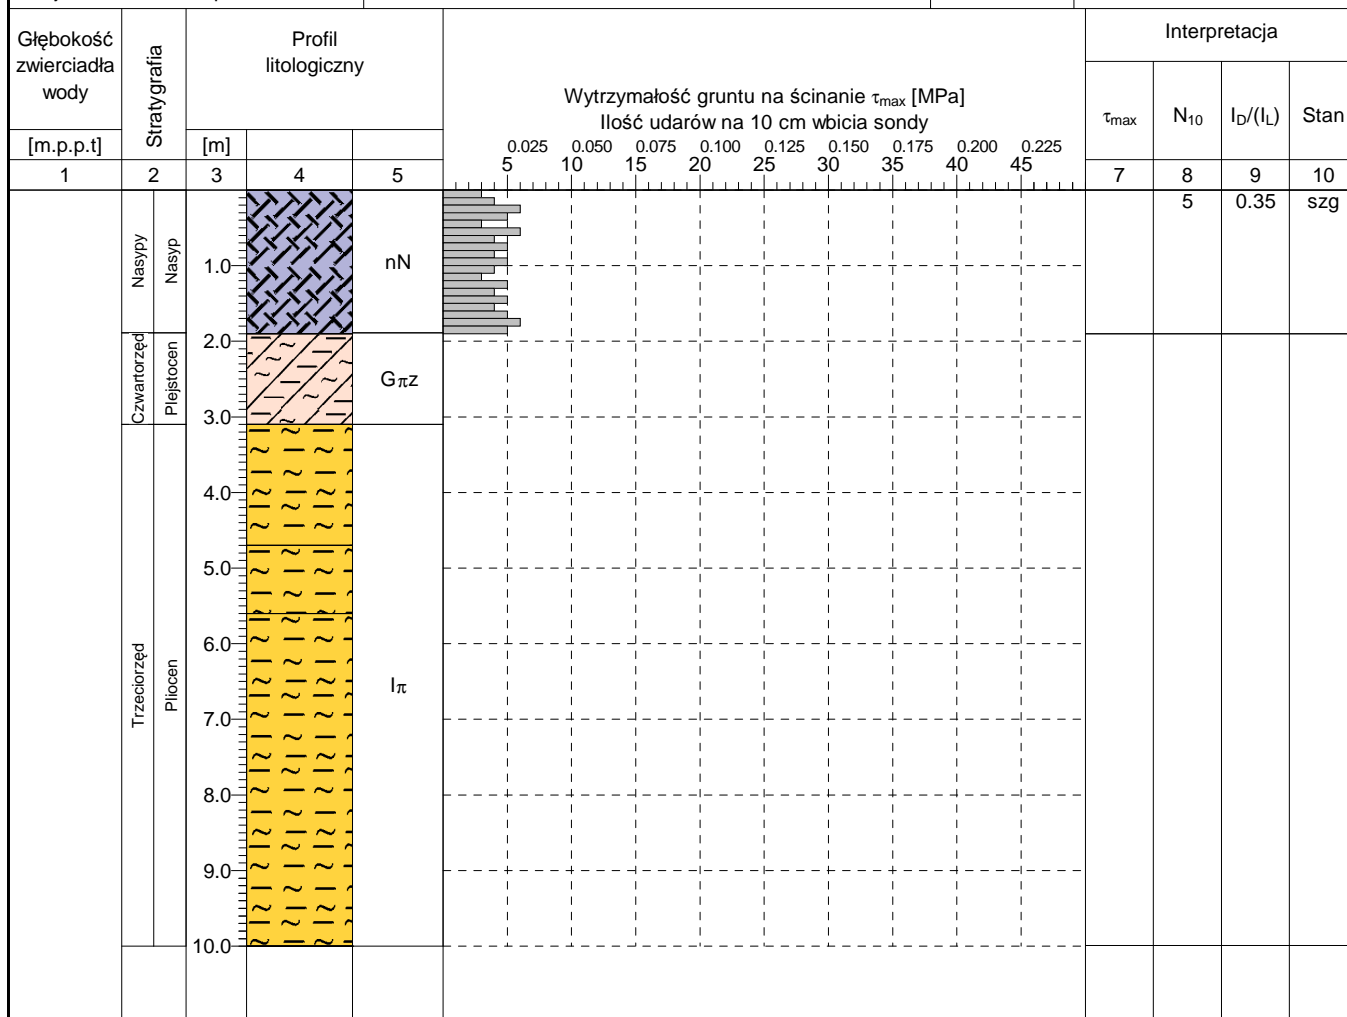 Głębokość
zwierciadła
wody
[m.p.p.t]
Stratygrafia
Profil
litologiczny
[m]
Wytrzymałość gruntu na ścinanie τmax [MPa]
Ilość udarów na 10 cm wbicia sondy
0.025 0.050 0.075 0.100 0.125 0.150 0.175 0.200 0.225
5 10 15 20 25 30 35 40 45
Interpretacja
τmax N10 ID/(IL) Stan
1 2 3 4 5 7 8 9 10
5 0.35 szg
Nasypy Nasyp
1.0
nN
2.0
Czwartorzęd Plejstocen
Gπz
3.0
4.0
5.0
6.0
Trzeciorzęd Pliocen
Iπ
7.0
8.0
9.0
10.0